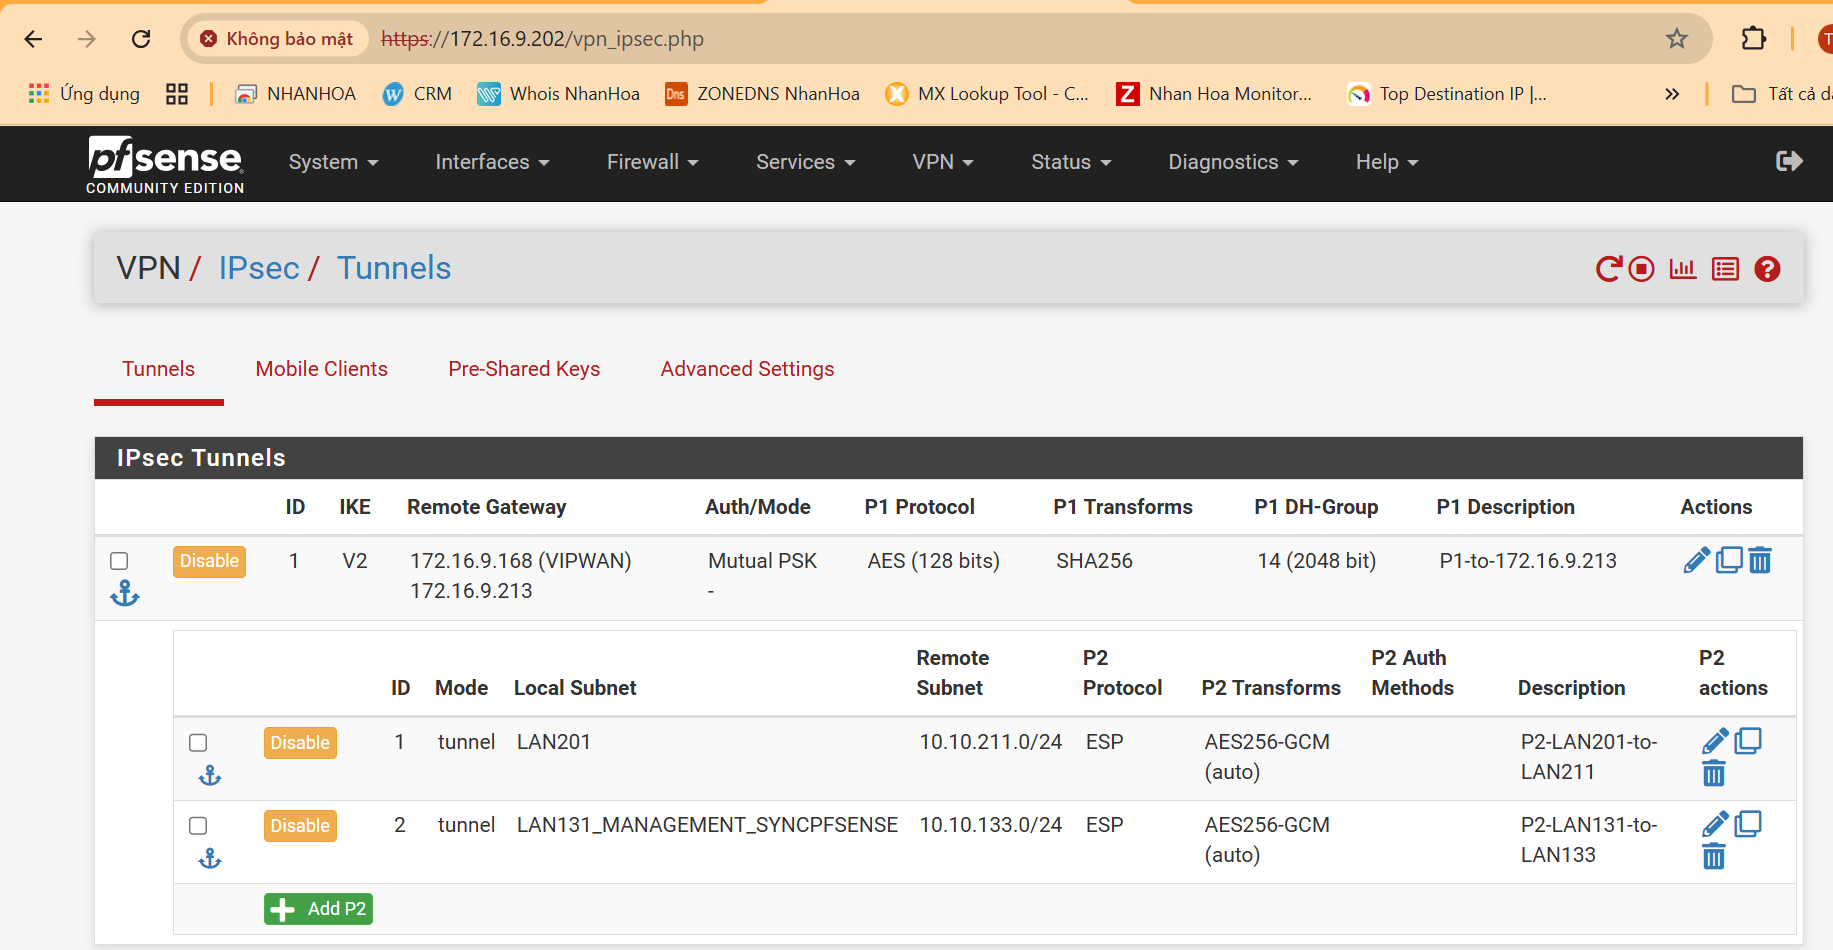 Không bảo mật https://172.16.9.202/vpn_ipsec.php
Ứng dụng NHANHOA CRM Whois NhanHoa ZONEDNS NhanHoa MX Lookup Tool - C... Nhan Hoa Monitor... Top Destination IP |... Tất cả
pfsense COMMUNITY EDITION System Interfaces Firewall Services VPN Status Diagnostics Help
VPN / IPsec / Tunnels
Tunnels Mobile Clients Pre-Shared Keys Advanced Settings
IPsec Tunnels
ID IKE Remote Gateway Auth/Mode P1 Protocol P1 Transforms P1 DH-Group P1 Description Actions
Disable 1 V2 172.16.9.168 (VIPWAN) Mutual PSK AES (128 bits) SHA256 14 (2048 bit) P1-to-172.16.9.213
172.16.9.213 -
Remote P2 P2 Auth P2
ID Mode Local Subnet Subnet Protocol P2 Transforms Methods Description actions
Disable 1 tunnel LAN201 10.10.211.0/24 ESP AES256-GCM P2-LAN201-to-
(auto) LAN211
Disable 2 tunnel LAN131_MANAGEMENT_SYNCPFSENSE 10.10.133.0/24 ESP AES256-GCM P2-LAN131-to-
(auto) LAN133
Add P2